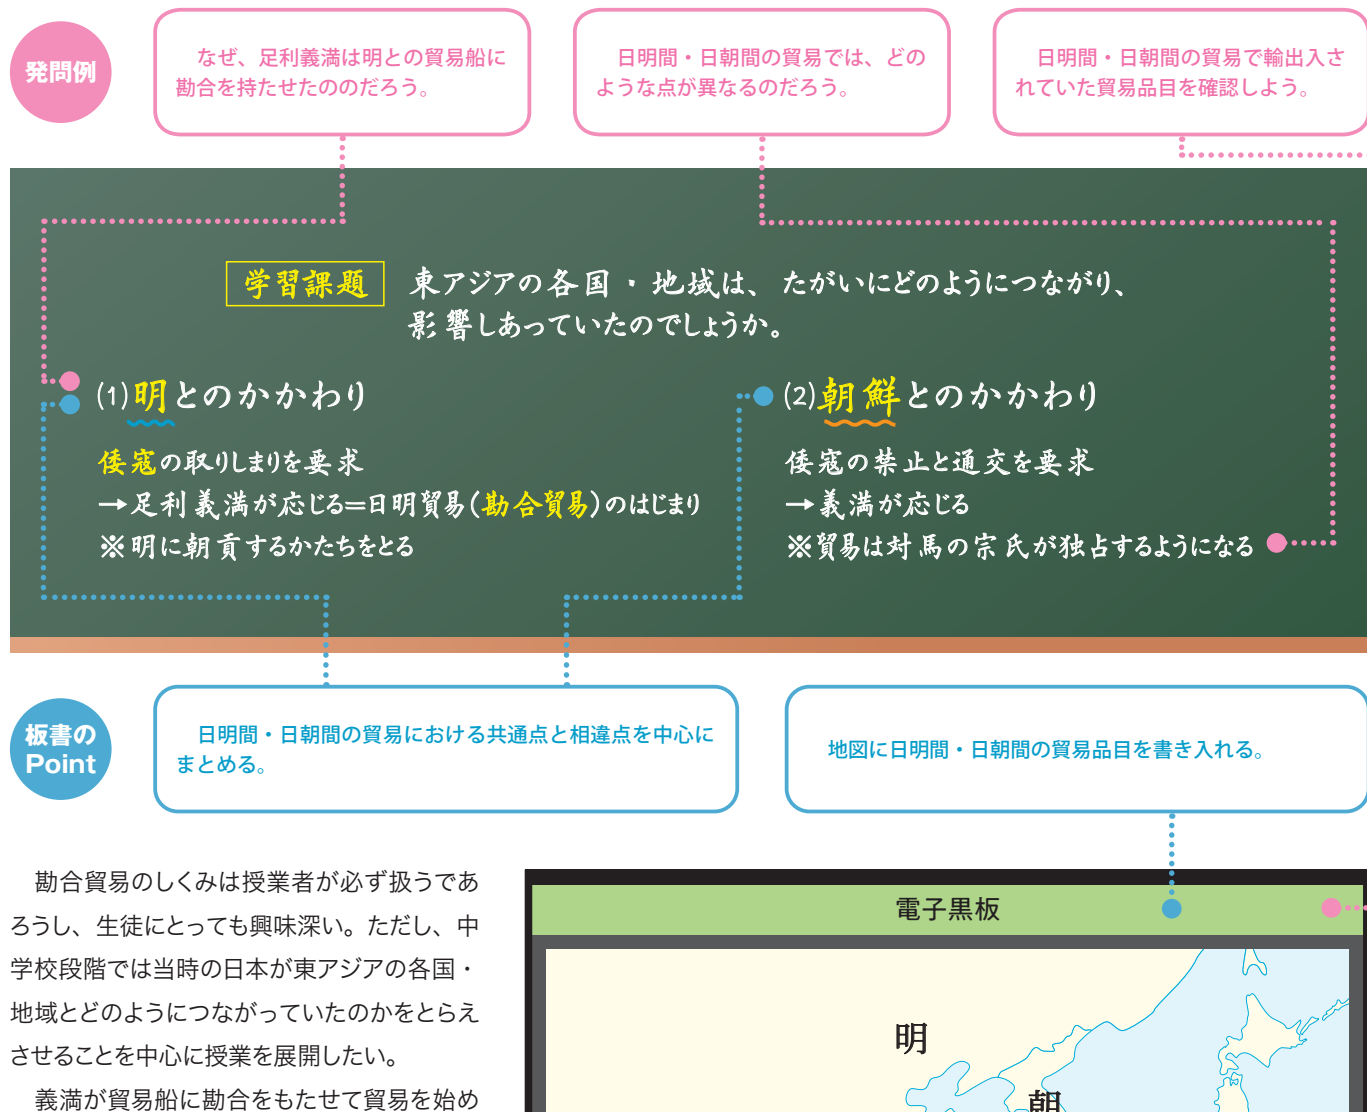 発問例
なぜ、足利義満は明との貿易船に
勘合を持たせたののだろう。
日明間・日朝間の貿易では、どの
ような点が異なるのだろう。
日明間・日朝間の貿易で輸出入さ
れていた貿易品目を確認しよう。
学習課題 東アジアの各国・地域は、たがいにどのようにつながり、
影響しあっていたのでしょうか。
(1)明とのかかわり
倭寇の取りしまりを要求
→足利義満が応じる=日明貿易(勘合貿易)のはじまり
※明に朝貢するかたちをとる
(2)朝鮮とのかかわり
倭寇の禁止と通交を要求
→義満が応じる
※貿易は対馬の宗氏が独占するようになる
板書の
Point
日明間・日朝間の貿易における共通点と相違点を中心に
まとめる。
地図に日明間・日朝間の貿易品目を書き入れる。
勘合貿易のしくみは授業者が必ず扱うであ
ろうし、生徒にとっても興味深い。ただし、中
学校段階では当時の日本が東アジアの各国・
地域とどのようにつながっていたのかをとらえ
させることを中心に授業を展開したい。
義満が貿易船に勘合をもたせて貿易を始め
電子黒板
明
朝